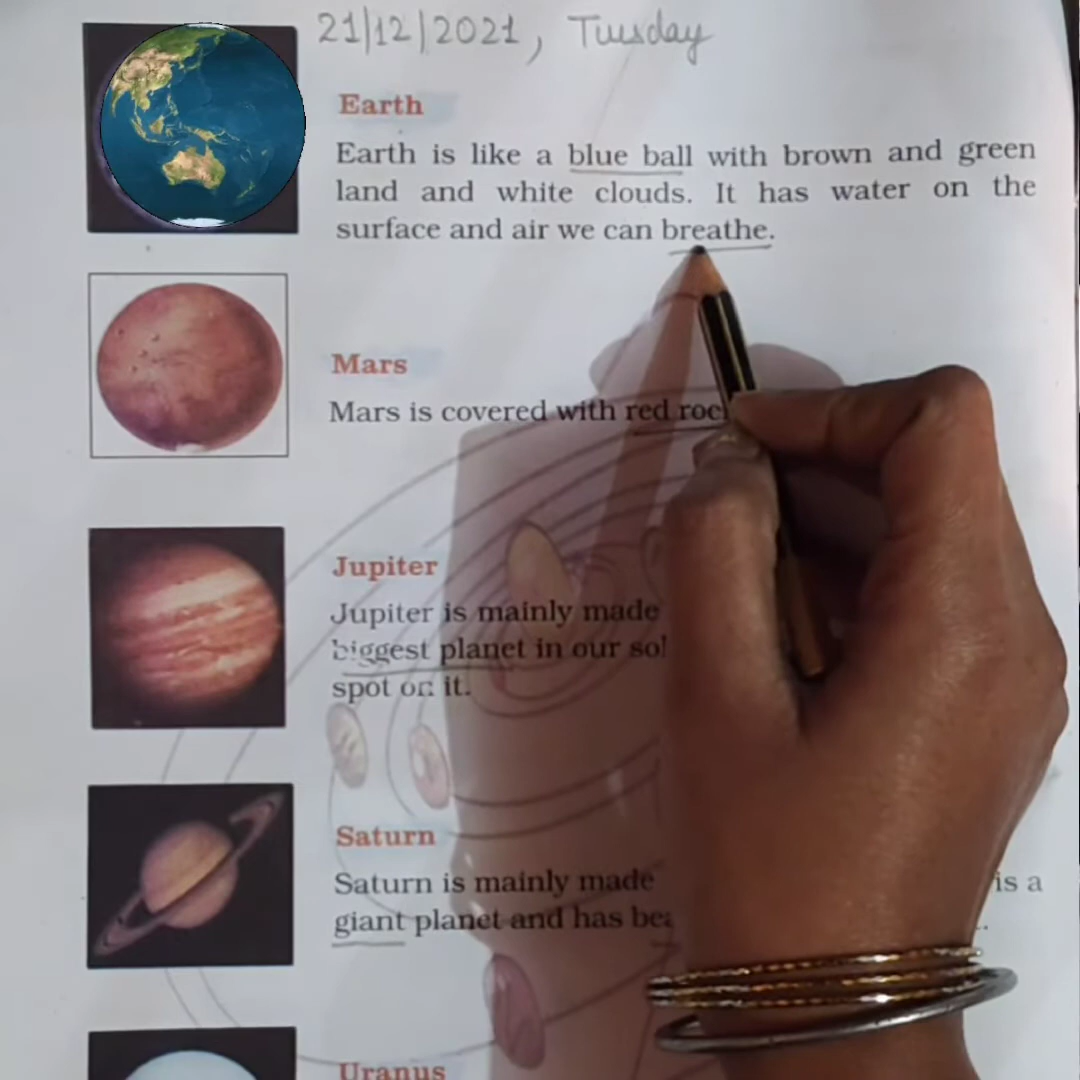 21/12/2021, Tuesday
Earth
Earth is like a blue ball with brown and green
land and white clouds. It has water on the
surface and air we can breathe.
Mars
Mars is covered with red
Jupiter
Jupiter is mainly made
biggest planet in our
spot on it.
Saturn
Saturn is mainly made is a
giant planet and has
Uranus